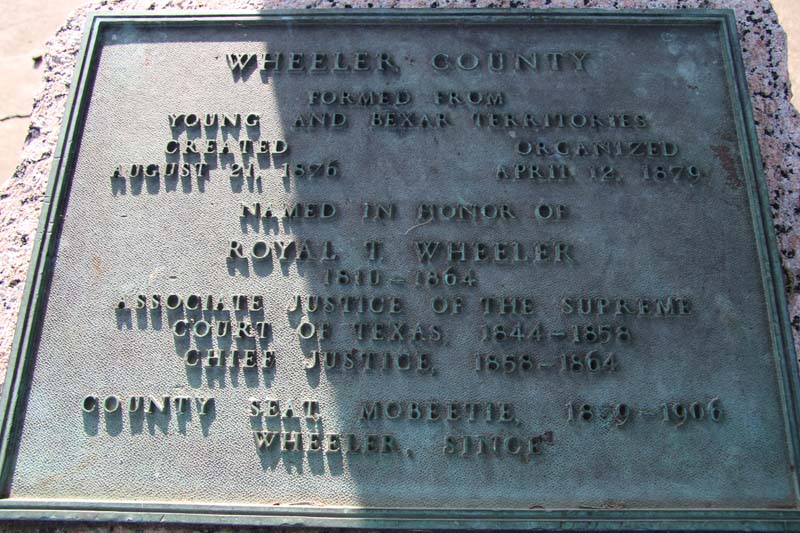 WHEELER COUNTY
FORMED FROM
YOUNG AND BEXAR TERRITORIES
CREATED ORGANIZED
AUGUST 21, 1876 APRIL 12, 1879
NAMED IN HONOR OF
ROYAL T. WHEELER
1810-1864
ASSOCIATE JUSTICE OF THE SUPREME
COURT OF TEXAS, 1844-1858
CHIEF JUSTICE, 1858-1864
COUNTY SEAT, MOBEETIE, 1879-1906
WHEELER, SINCE